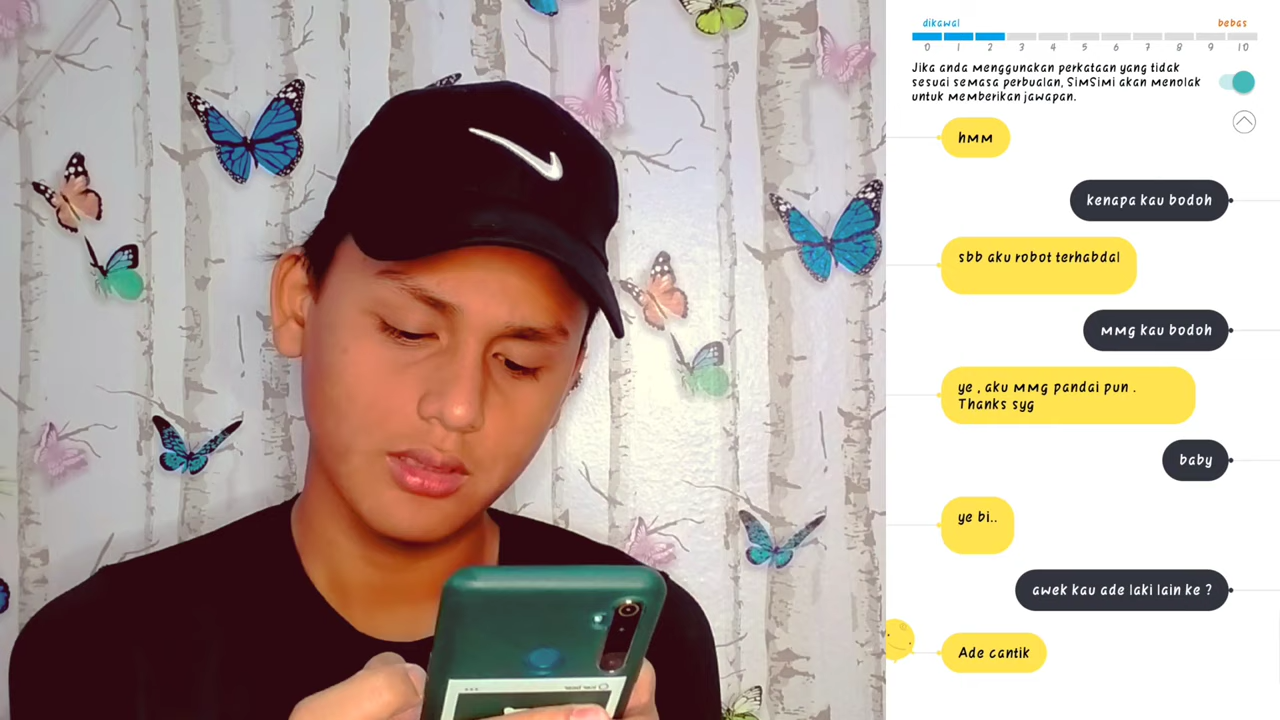 dikawal
bebas
0 1 2 3 4 5 6 7 8 9 10
Jika anda menggunakan perkataan yang tidak
sesuai semasa perbualan, SimSimi akan menolak
untuk memberikan jawapan.
hmm
kenapa kau bodoh
sbb aku robot terhabdal
mmg kau bodoh
ye , aku mmg pandai pun .
Thanks syg
baby
ye bi..
awek kau ade laki lain ke ?
Ade cantik